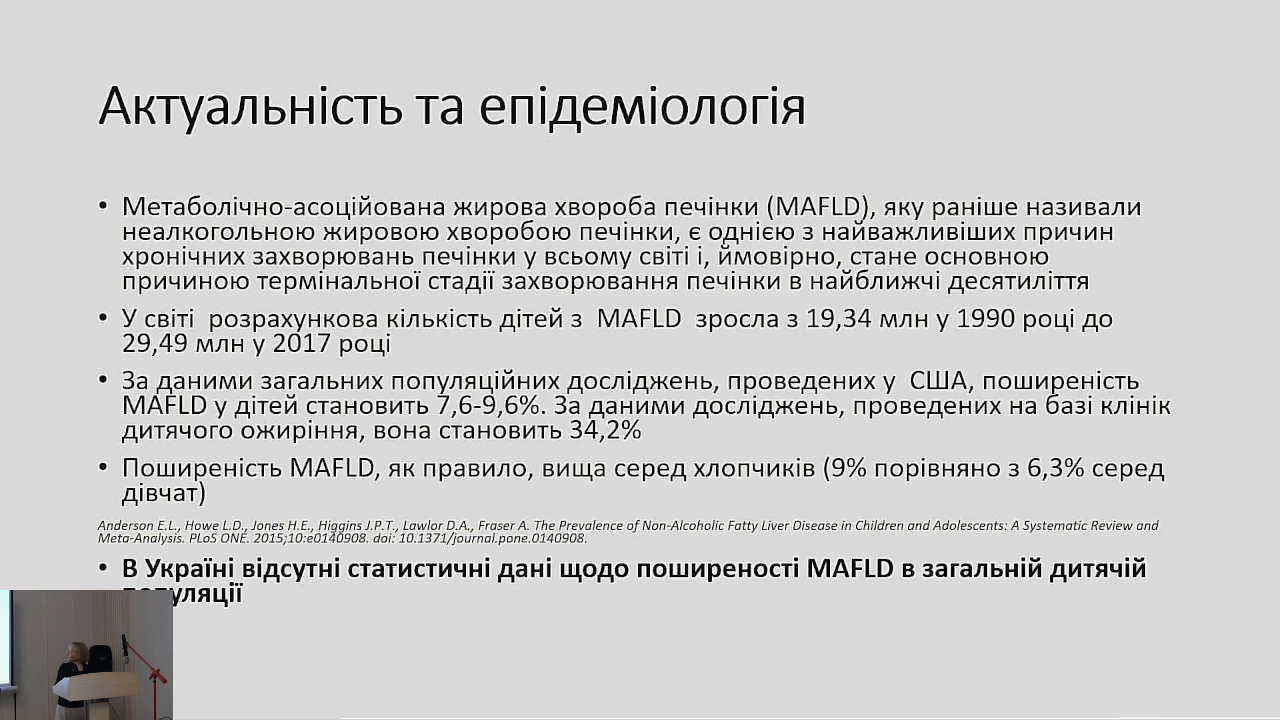 Актуальність та епідеміологія
• Метаболічно-асоційована жирова хвороба печінки (MAFLD), яку раніше називали
неалкогольною жировою хворобою печінки, є однією з найважливіших причин
хронічних захворювань печінки у всьому світі і, ймовірно, стане основною
причиною термінальної стадії захворювання печінки в найближчі десятиліття
• У світі розрахункова кількість дітей з MAFLD зросла з 19,34 млн у 1990 році до
29,49 млн у 2017 році
• За даними загальних популяційних досліджень, проведених у США, поширеність
MAFLD у дітей становить 7,6-9,6%. За даними досліджень, проведених на базі клінік
дитячого ожиріння, вона становить 34,2%
• Поширеність MAFLD, як правило, вища серед хлопчиків (9% порівняно з 6,3% серед
дівчат)
Anderson E.L., Howe L.D., Jones H.E., Higgins J.P.T., Lawlor D.A., Fraser A. The Prevalence of Non-Alcoholic Fatty Liver Disease in Children and Adolescents: A Systematic Review and
Meta-Analysis. PLoS ONE. 2015;10:e0140908. doi: 10.1371/journal.pone.0140908.
• В Україні відсутні статистичні дані щодо поширеності MAFLD в загальній дитячій
популяції